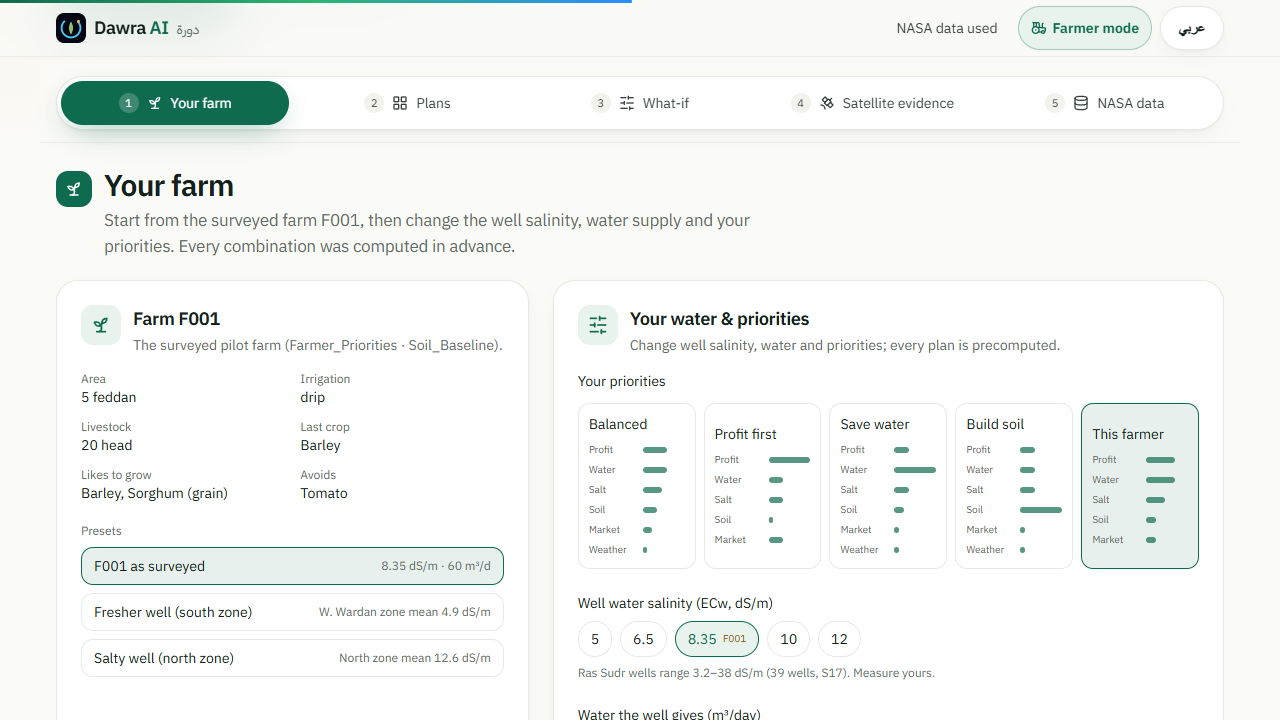 Dawra AI دورة
NASA data used
Farmer mode
عربي
1 Your farm
2 Plans
3 What-if
4 Satellite evidence
5 NASA data
Your farm
Start from the surveyed farm F001, then change the well salinity, water supply and your
priorities. Every combination was computed in advance.
Farm F001
The surveyed pilot farm (Farmer_Priorities · Soil_Baseline).
Area
5 feddan
Irrigation
drip
Livestock
20 head
Last crop
Barley
Likes to grow
Barley, Sorghum (grain)
Avoids
Tomato
Presets
F001 as surveyed 8.35 dS/m · 60 m³/d
Fresher well (south zone) W. Wardan zone mean 4.9 dS/m
Salty well (north zone) North zone mean 12.6 dS/m
Your water & priorities
Change well salinity, water and priorities; every plan is precomputed.
Your priorities
Balanced
Profit
Water
Salt
Soil
Market
Weather
Profit first
Profit
Water
Salt
Soil
Market
Save water
Profit
Water
Salt
Soil
Market
Weather
Build soil
Profit
Water
Salt
Soil
Market
Weather
This farmer
Profit
Water
Salt
Soil
Market
Well water salinity (ECw, dS/m)
5 6.5 8.35 F001 10 12
Ras Sudr wells range 3.2–38 dS/m (39 wells, S17). Measure yours.
Water the well gives (m³/day)